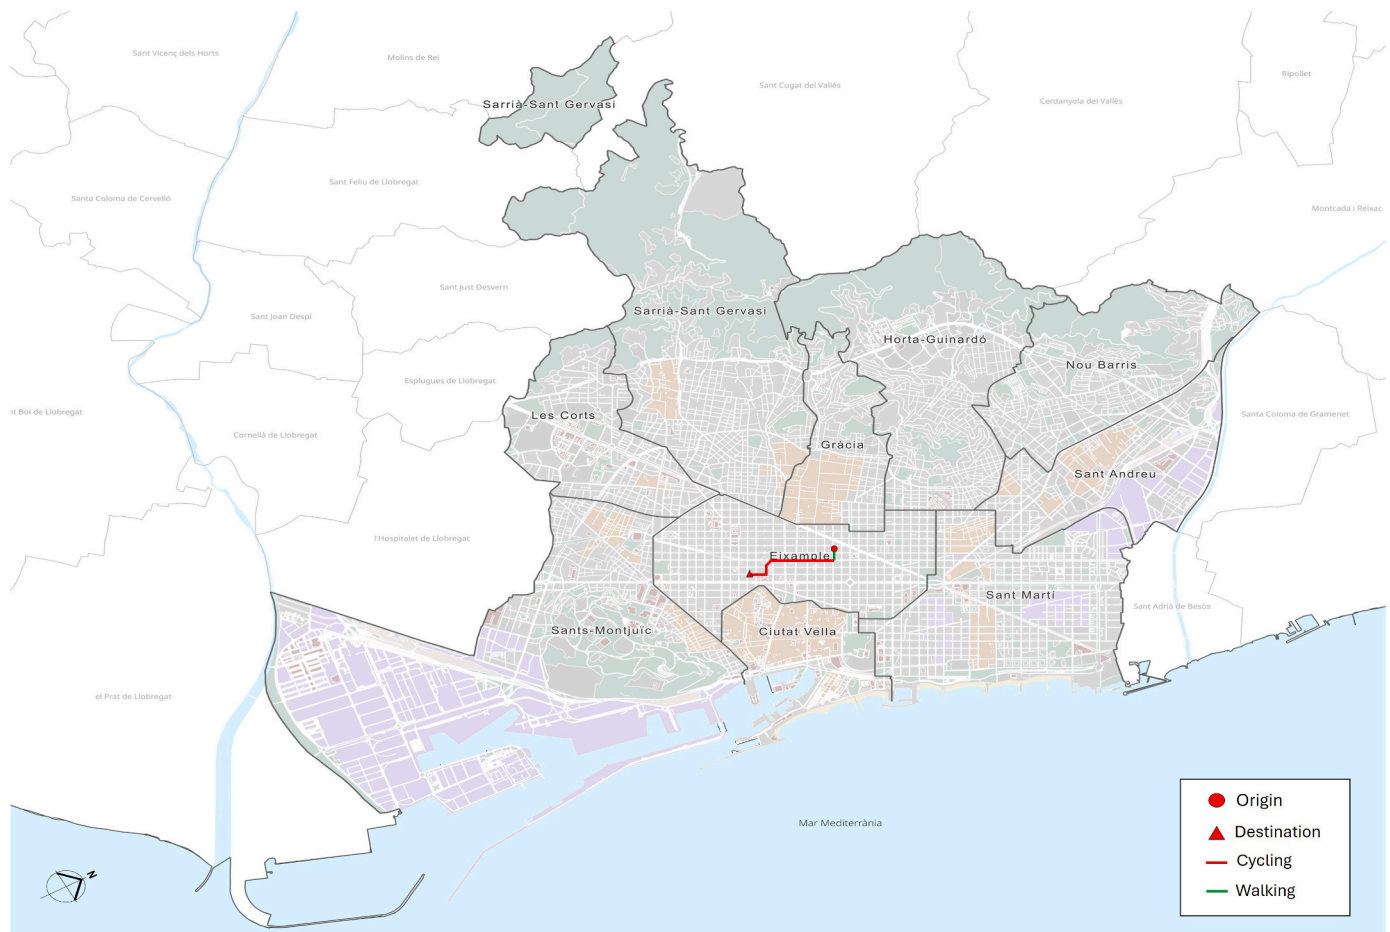 Sant Vicenç dels Horts
Molins de Rei
Ripollet
Sant Cugat del Vallès
Cerdanyola del Vallès
Sarrià-Sant Gervasi
Sant Feliu de Llobregat
Santa Coloma de Cervelló
Montcada i Reixac
Sant Just Desvern
Sarrià-Sant Gervasi
Sant Joan Despí
Horta-Guinardó
Nou Barris
Esplugues de Llobregat
nt Boi de Llobregat
Les Corts
Santa Coloma de Gramenet
Cornellà de Llobregat
Gràcia
Sant Andreu
l'Hospitalet de Llobregat
Eixample
Sant Martí
Sant Adrià de Besòs
Sants-Montjuïc
Ciutat Vella
el Prat de Llobregat
Mar Mediterrània
Origin
Destination
Cycling
Walking
N